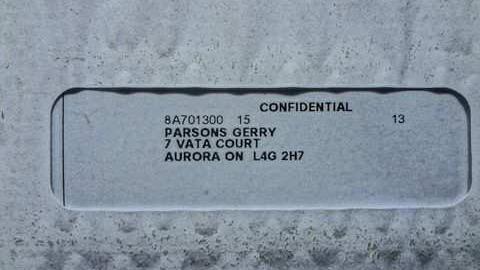 CONFIDENTIAL
8A701300 15 13
PARSONS GERRY
7 VATA COURT
AURORA ON L4G 2H7